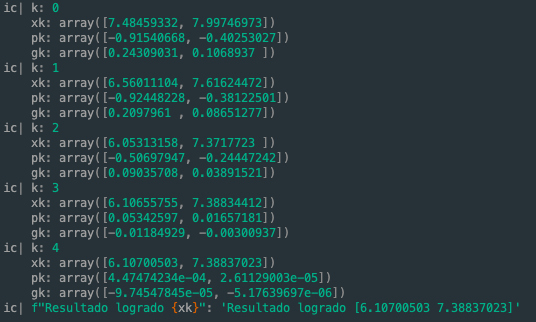 ic| k: 0
    xk: array([7.48459332, 7.99746973])
    pk: array([-0.91540668, -0.40253027])
    gk: array([0.24309031, 0.1068937 ])
ic| k: 1
    xk: array([6.56011104, 7.61624472])
    pk: array([-0.92448228, -0.38122501])
    gk: array([0.2097961 , 0.08651277])
ic| k: 2
    xk: array([6.05313158, 7.3717723 ])
    pk: array([-0.50697947, -0.24447242])
    gk: array([0.09035708, 0.03891521])
ic| k: 3
    xk: array([6.10655755, 7.38834412])
    pk: array([0.05342597, 0.01657181])
    gk: array([-0.01184929, -0.00300937])
ic| k: 4
    xk: array([6.10700503, 7.38837023])
    pk: array([4.47474234e-04, 2.61129003e-05])
    gk: array([-9.74547845e-05, -5.17639697e-06])
ic| f"Resultado logrado {xk}": 'Resultado logrado [6.10700503 7.38837023]'